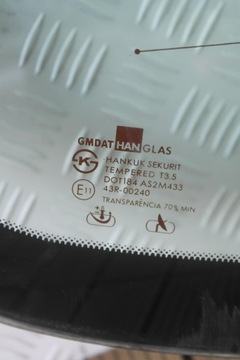 GMDAT HANGLAS
HANKUK SEKURIT
TEMPERED T3.5
DOT184 AS2M433
E11 43R-00240
TRANSPARÊNCIA 70% MIN